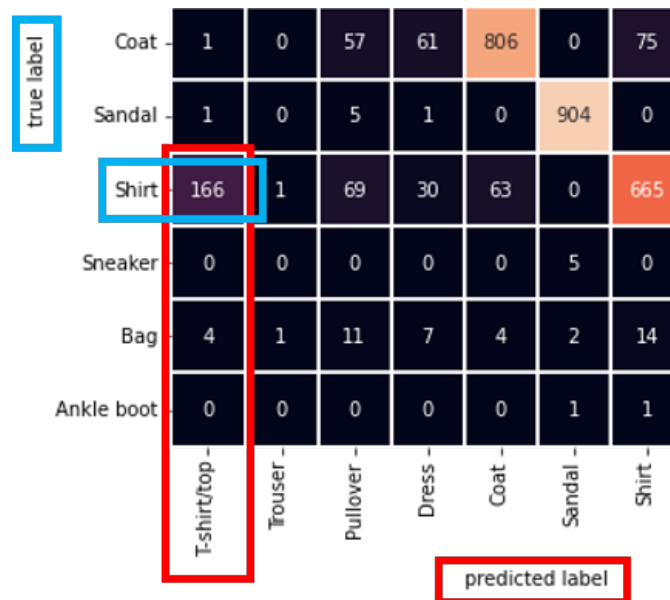 true label
Coat 1 0 57 61 806 0 75
Sandal 1 0 5 1 0 904 0
Shirt 166 1 69 30 63 0 665
Sneaker 0 0 0 0 0 5 0
Bag 4 1 11 7 4 2 14
Ankle boot 0 0 0 0 0 1 1
T-shirt/top Trouser Pullover Dress Coat Sandal Shirt
predicted label